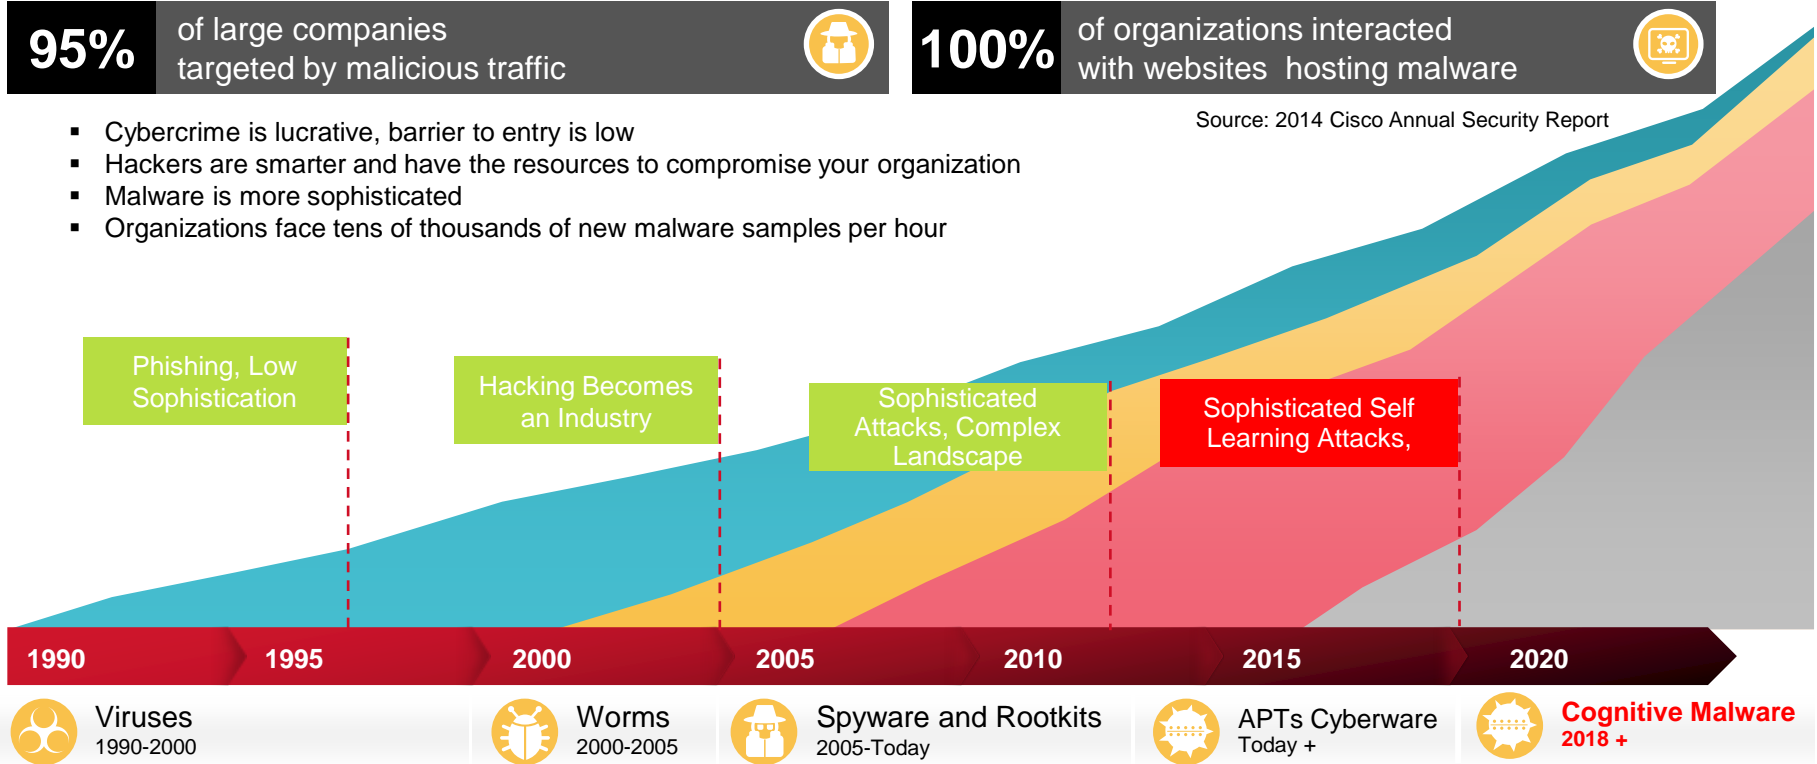 95%
of large companies
targeted by malicious traffic
100%
of organizations interacted
with websites hosting malware
Source: 2014 Cisco Annual Security Report
▪ Cybercrime is lucrative, barrier to entry is low
▪ Hackers are smarter and have the resources to compromise your organization
▪ Malware is more sophisticated
▪ Organizations face tens of thousands of new malware samples per hour
Phishing, Low
Sophistication
Hacking Becomes
an Industry
Sophisticated
Attacks, Complex
Landscape
Sophisticated Self
Learning Attacks,
1990
1995
2000
2005
2010
2015
2020
Viruses
1990-2000
Worms
2000-2005
Spyware and Rootkits
2005-Today
APTs Cyberware
Today +
Cognitive Malware
2018 +